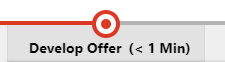 Develop Offer (< 1 Min)